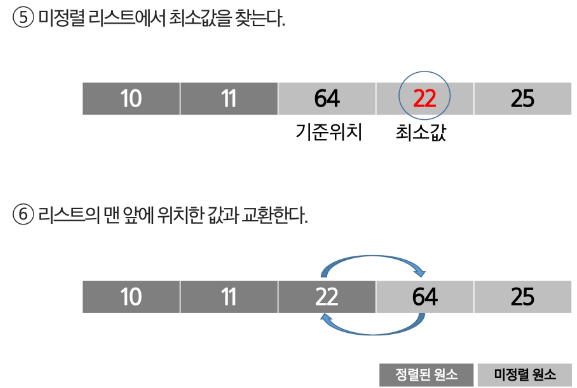 ⑤ 미정렬 리스트에서 최소값을 찾는다.
10 11 64 22 25
기준위치 최소값
⑥ 리스트의 맨 앞에 위치한 값과 교환한다.
10 11 22 64 25
정렬된 원소 미정렬 원소